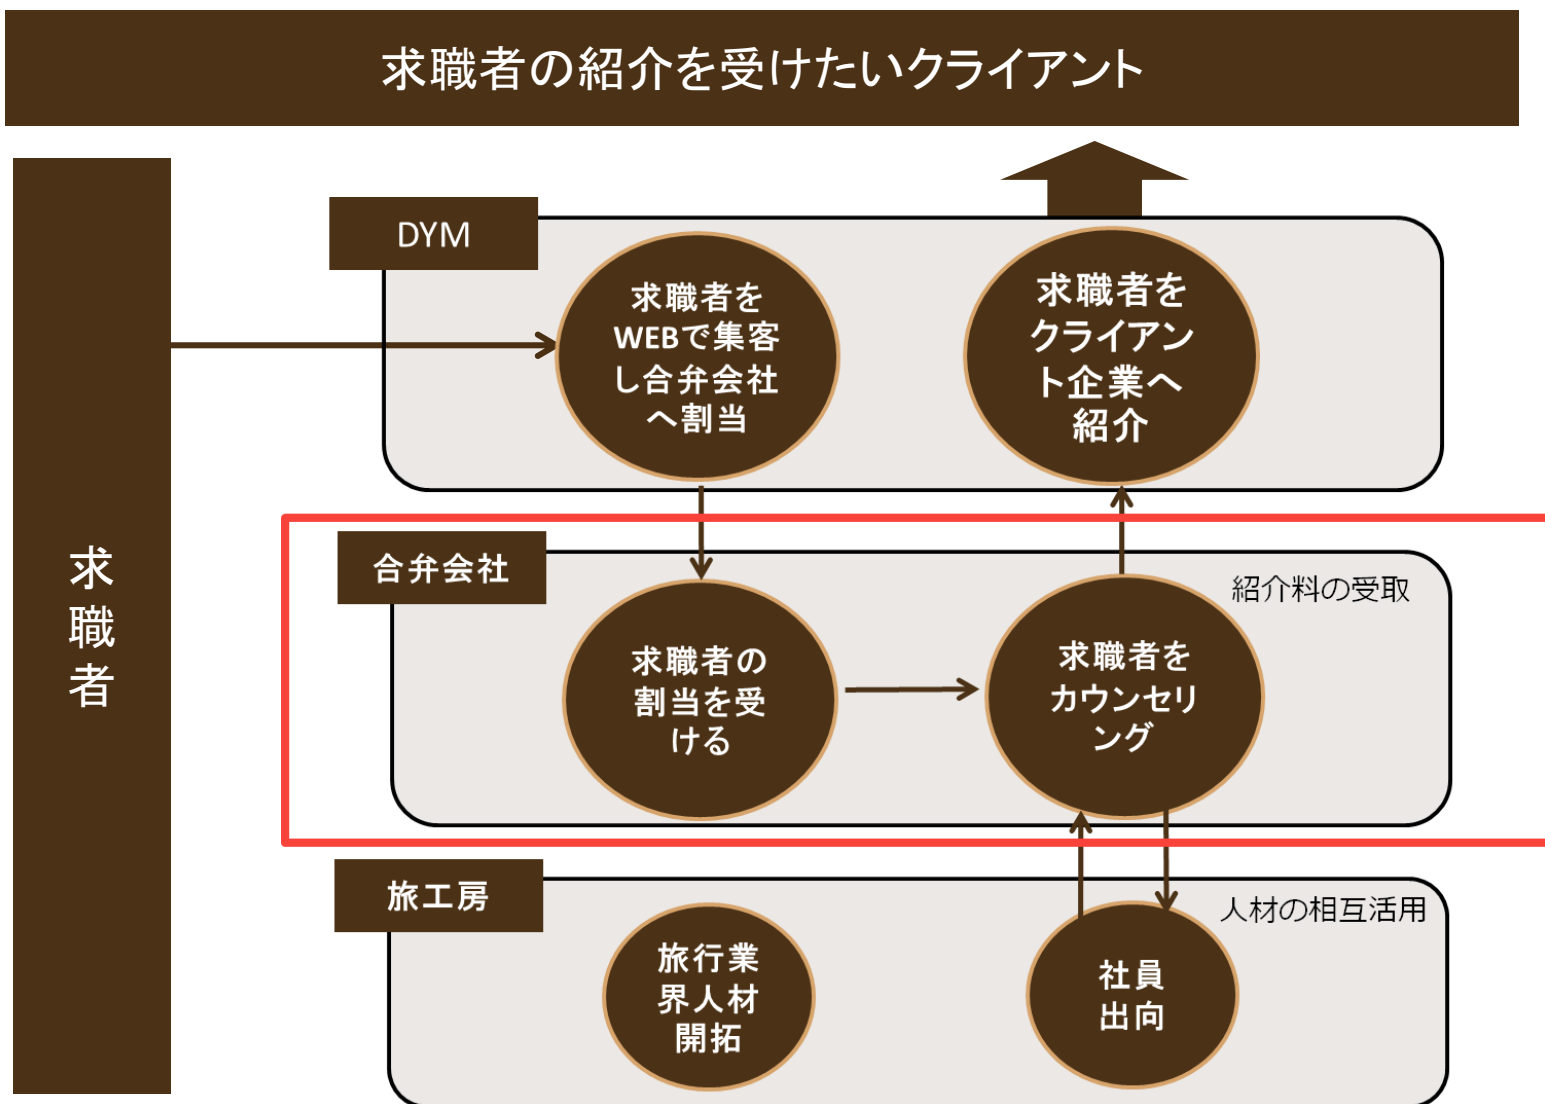 求職者の紹介を受けたいクライアント
求
職
者
DYM
求職者を
WEBで集客
し合弁会社
へ割当
求職者を
クライアン
ト企業へ
紹介
合弁会社
紹介料の受取
求職者の
割当を受
ける
求職者を
カウンセリ
ング
旅工房
人材の相互活用
旅行業
界人材
開拓
社員
出向